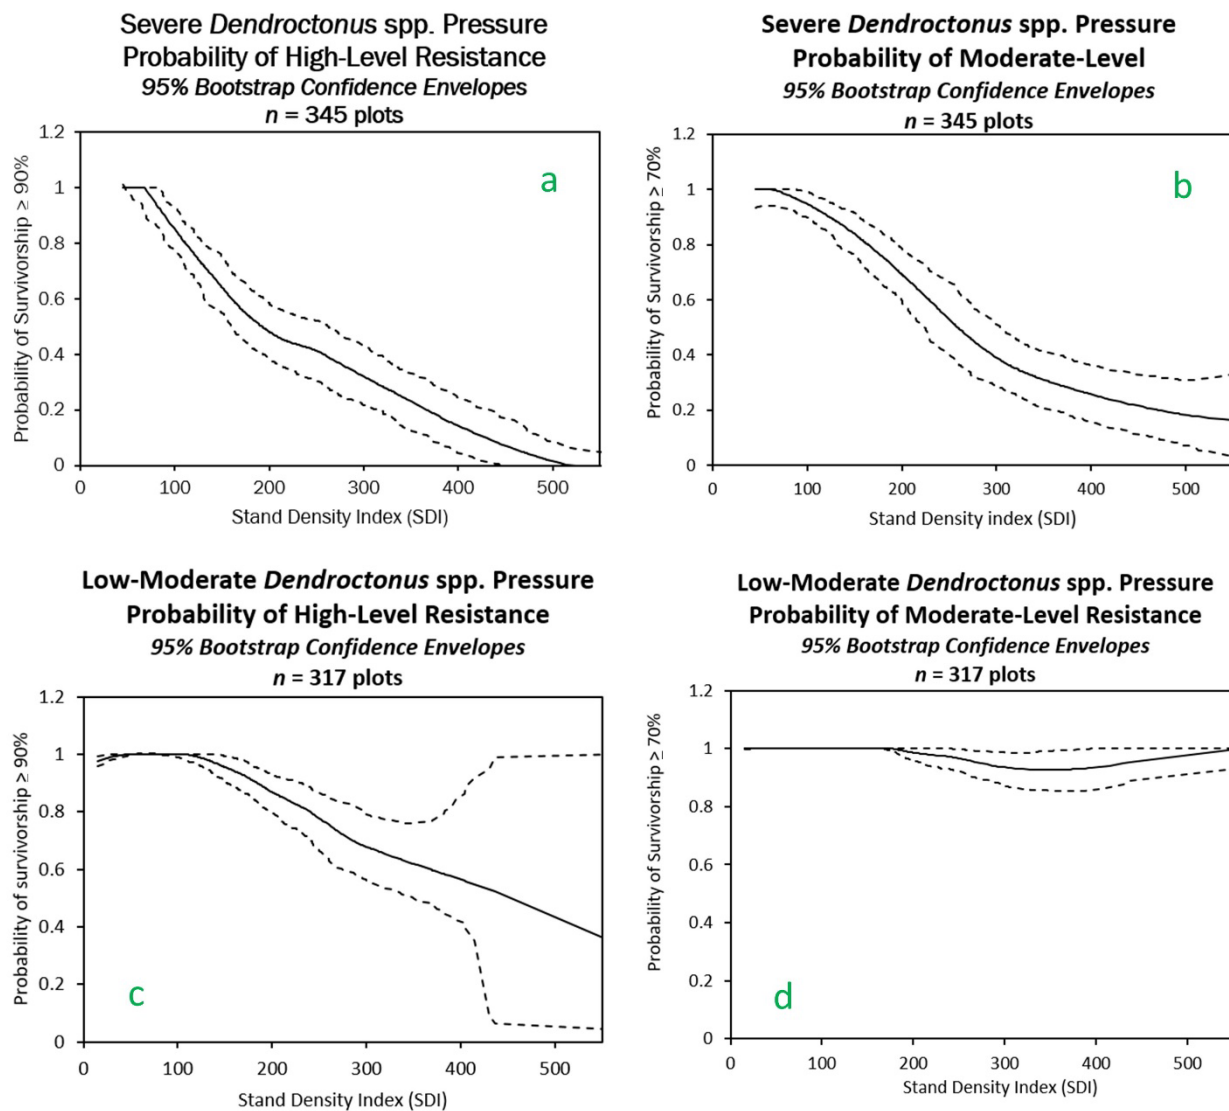 Severe Dendroctonus spp. Pressure
Probability of High-Level Resistance
95% Bootstrap Confidence Envelopes
n = 345 plots
1.2
1
0.8
0.6
0.4
0.2
0
Probability of Survivorship ≥ 90%
a
100
200
300
400
500
Stand Density Index (SDI)
Severe Dendroctonus spp. Pressure
Probability of Moderate-Level
95% Bootstrap Confidence Envelopes
n = 345 plots
1.2
1
0.8
0.6
0.4
0.2
0
Probability of Survivorship ≥ 70%
b
0
100
200
300
400
500
Stand Density index (SDI)
Low-Moderate Dendroctonus spp. Pressure
Probability of High-Level Resistance
95% Bootstrap Confidence Envelopes
n = 317 plots
1.2
1
0.8
0.6
0.4
0.2
0
Probability of survivorship ≥ 90%
c
0
100
200
300
400
500
Stand Density Index (SDI)
Low-Moderate Dendroctonus spp. Pressure
Probability of Moderate-Level Resistance
95% Bootstrap Confidence Envelopes
n = 317 plots
1.2
1
0.8
0.6
0.4
0.2
0
Probability of Survivorship ≥ 70%
d
0
100
200
300
400
500
Stand Density Index (SDI)